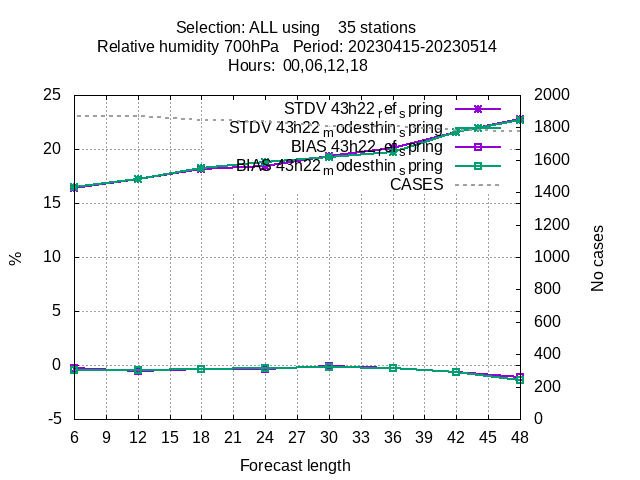 Selection: ALL using    35 stations
Relative humidity 700hPa   Period: 20230415-20230514
Hours:  00,06,12,18
STDV 43h22_ref_spring
STDV 43h22_modesthin_spring
BIAS 43h22_ref_spring
BIAS 43h22_modesthin_spring
CASES
25
20
15
10
5
0
-5
%
2000
1800
1600
1400
1200
1000
800
600
400
200
0
No cases
6 9 12 15 18 21 24 27 30 33 36 39 42 45 48
Forecast length